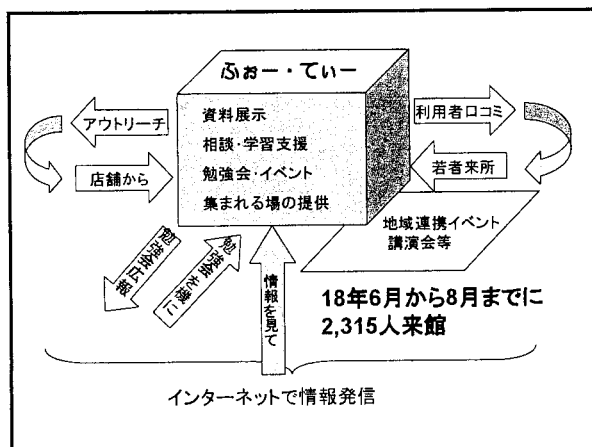 ふぉー・てぃー
資料展示
相談・学習支援
勉強会・イベント
集まれる場の提供
アウトリーチ
店舗から
利用者口コミ
若者来所
地域連携イベント
講演会等
勉強会広報
勉強会を機に
情報を見て
18年6月から8月までに
2,315人来館
インターネットで情報発信